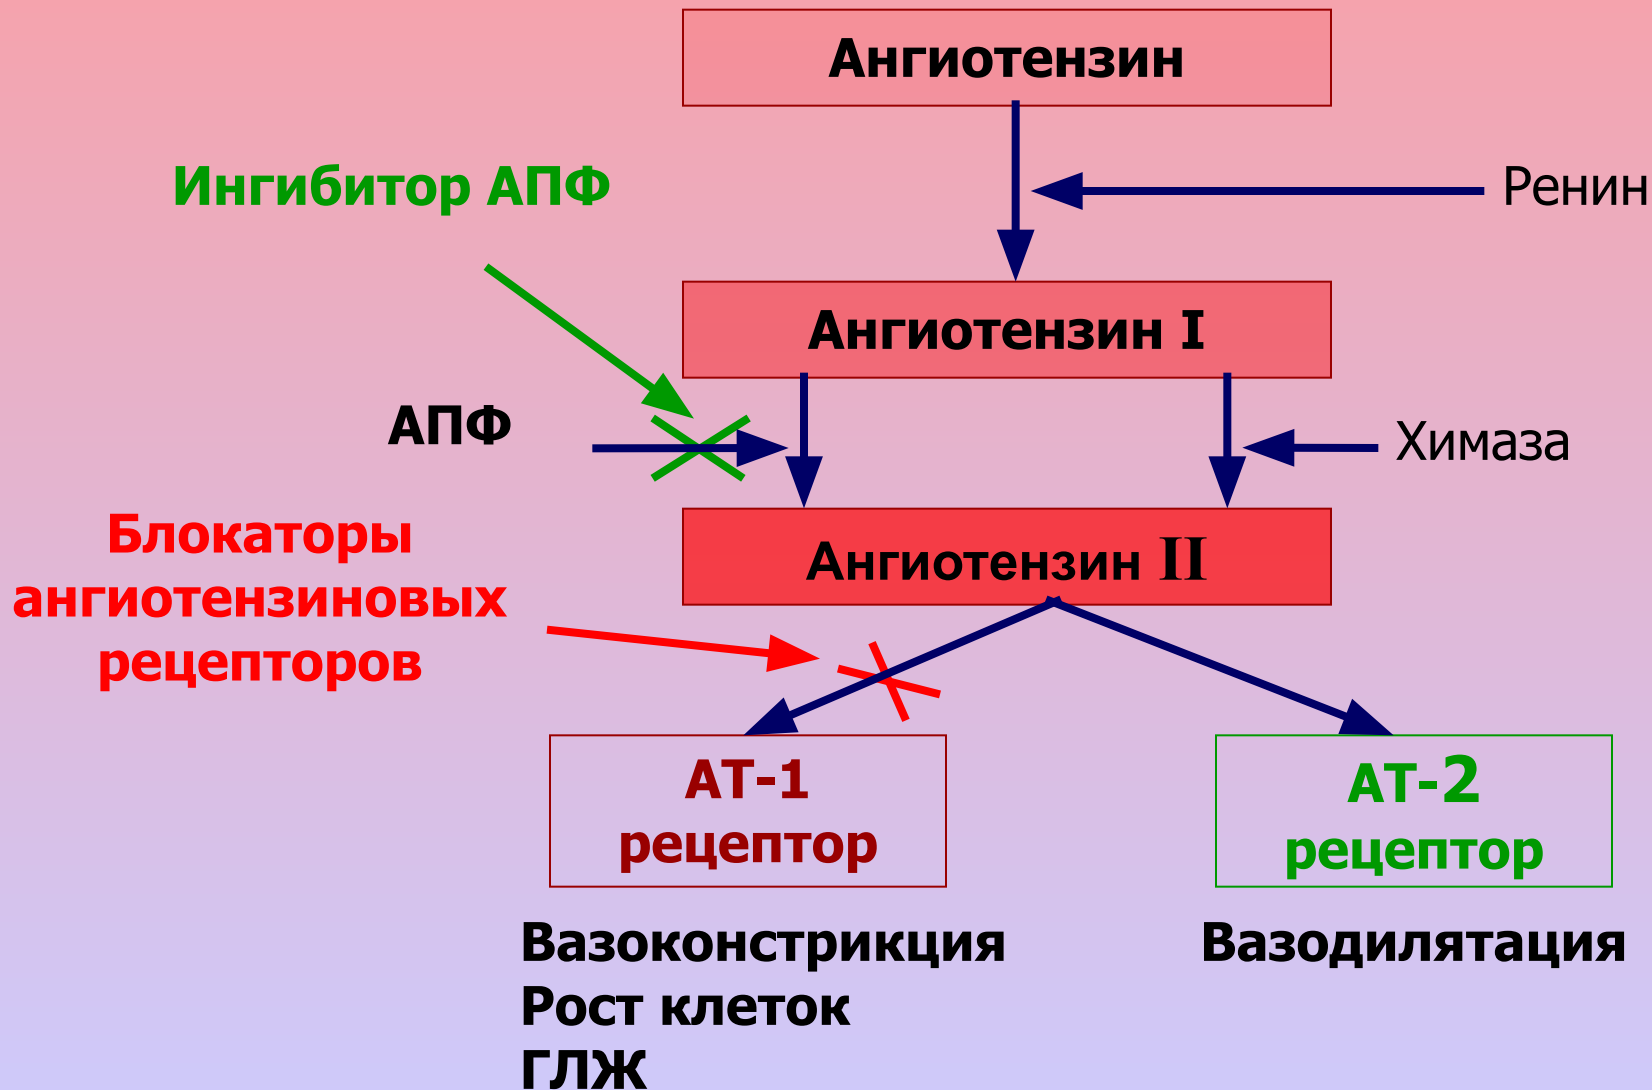 Ангиотензин
Ингибитор АПФ
Ренин
Ангиотензин I
АПФ
Химаза
Блокаторы
ангиотензиновых
рецепторов
Ангиотензин II
АТ-1
рецептор
АТ-2
рецептор
Вазоконстрикция
Рост клеток
ГЛЖ
Вазодилятация